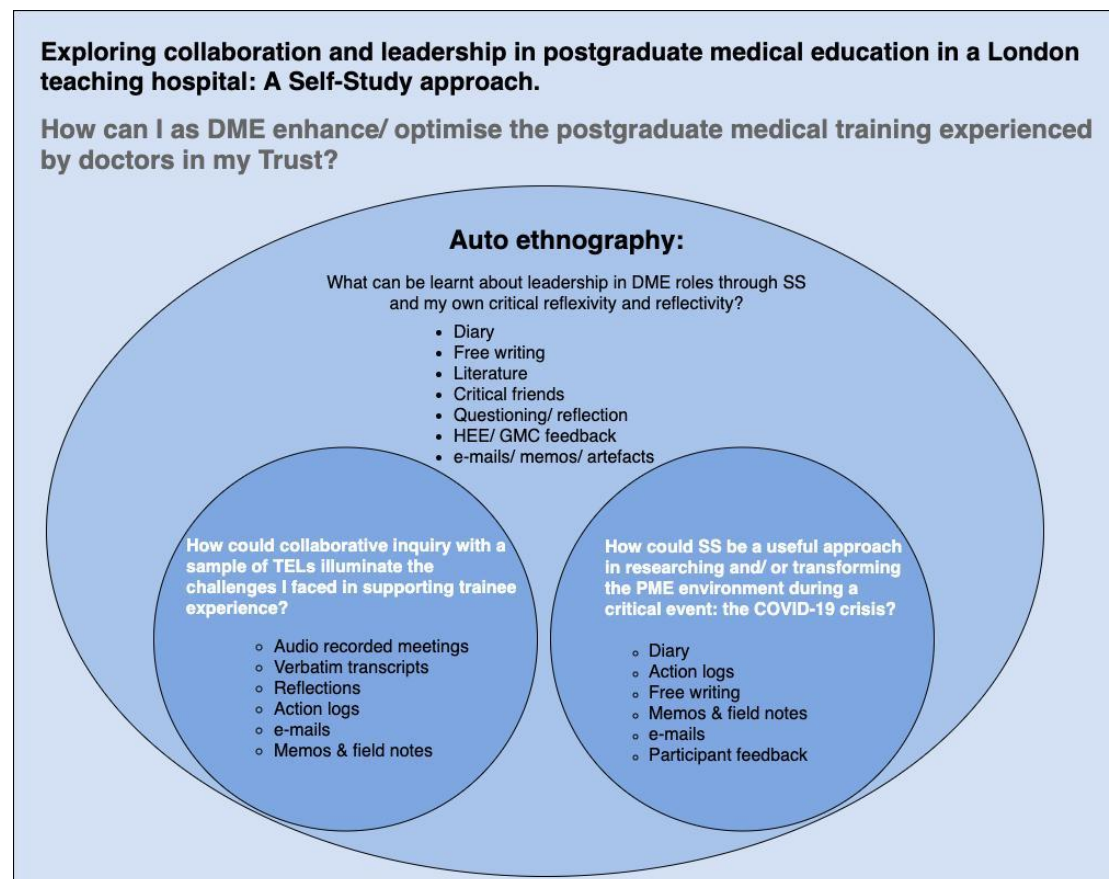 Exploring collaboration and leadership in postgraduate medical education in a London
teaching hospital: A Self-Study approach.
How can I as DME enhance/ optimise the postgraduate medical training experienced
by doctors in my Trust?
Auto ethnography:
What can be learnt about leadership in DME roles through SS
and my own critical reflexivity and reflectivity?
• Diary
• Free writing
• Literature
• Critical friends
• Questioning/ reflection
• HEE/ GMC feedback
• e-mails/ memos/ artefacts
How could collaborative inquiry with a
sample of TELs illuminate the
challenges I faced in supporting trainee
experience?
◦ Audio recorded meetings
◦ Verbatim transcripts
◦ Reflections
◦ Action logs
◦ e-mails
◦ Memos & field notes
How could SS be a useful approach
in researching and/ or transforming
the PME environment during a
critical event: the COVID-19 crisis?
◦ Diary
◦ Action logs
◦ Free writing
◦ Memos & field notes
◦ e-mails
◦ Participant feedback